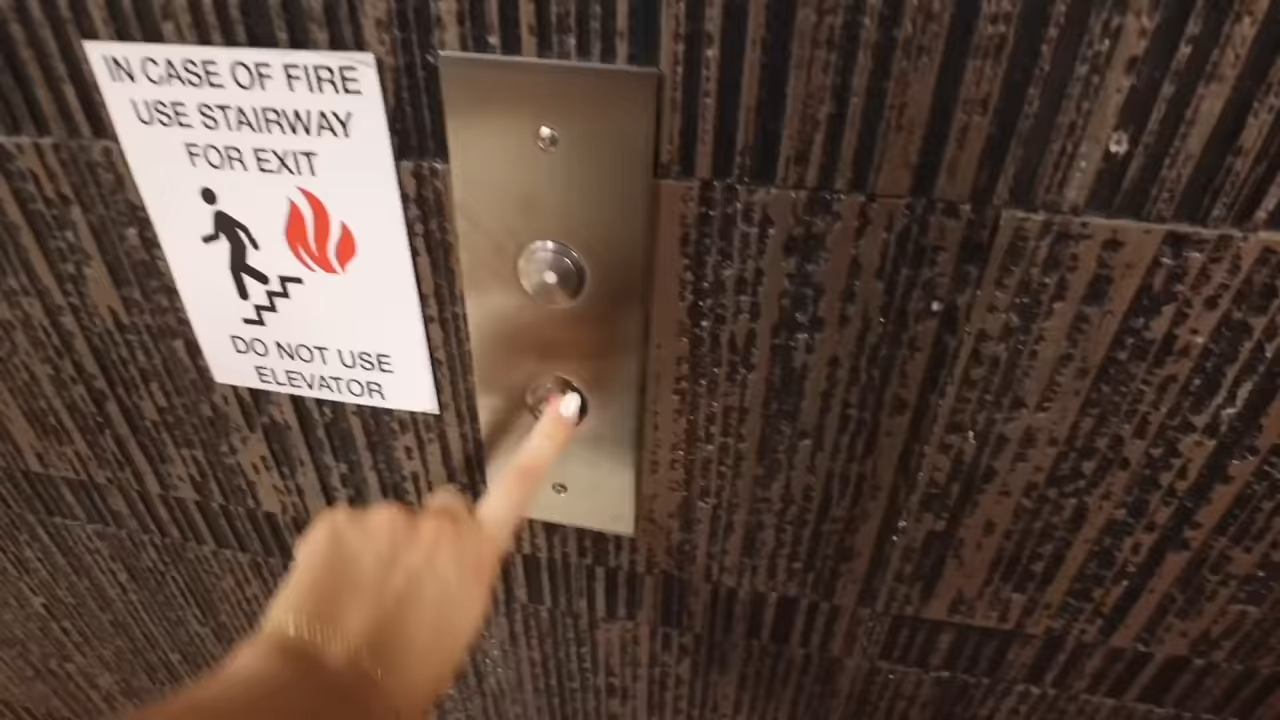 IN CASE OF FIRE
USE STAIRWAY
FOR EXIT
DO NOT USE
ELEVATOR